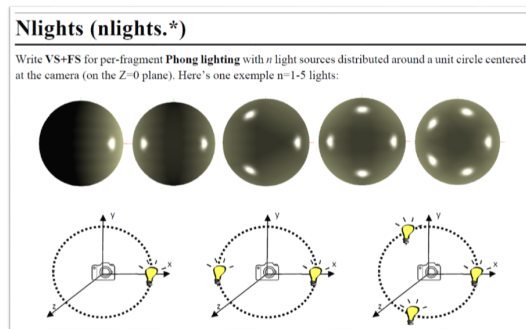 Nlights (nlights.*)
Write VS+FS for per-fragment Phong lighting with n light sources distributed around a unit circle centered
at the camera (on the Z=0 plane). Here's one exemple n=1-5 lights:
y y y
x x x
z z z